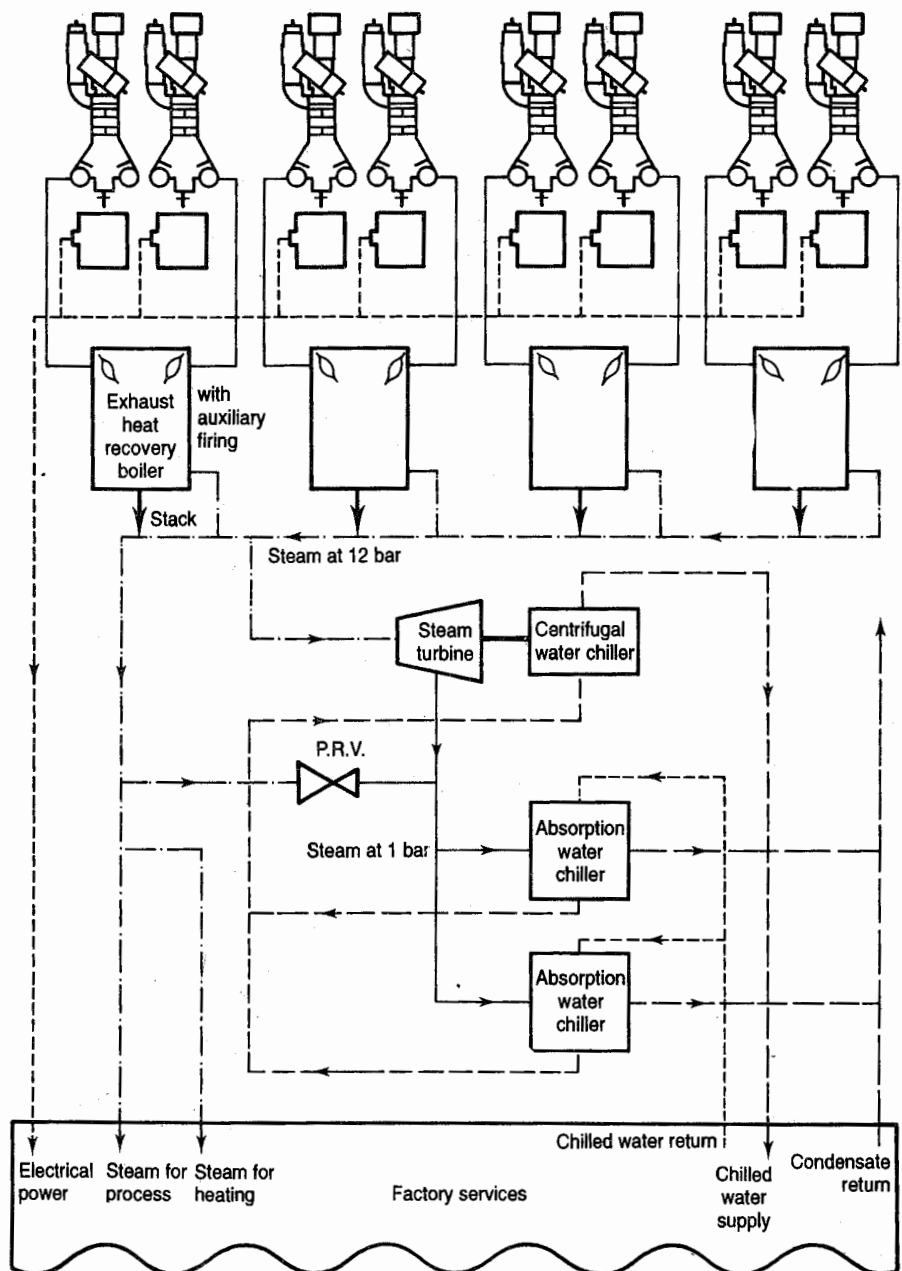 Exhaust
heat
recovery
boiler
with
auxiliary
firing
Stack
Steam at 12 bar
Steam
turbine
Centrifugal
water chiller
P.R.V.
Steam at 1 bar
Absorption
water
chiller
Absorption
water
chiller
Electrical
power
Steam for
process
Steam for
heating
Factory services
Chilled water return
Chilled
water
supply
Condensate
return